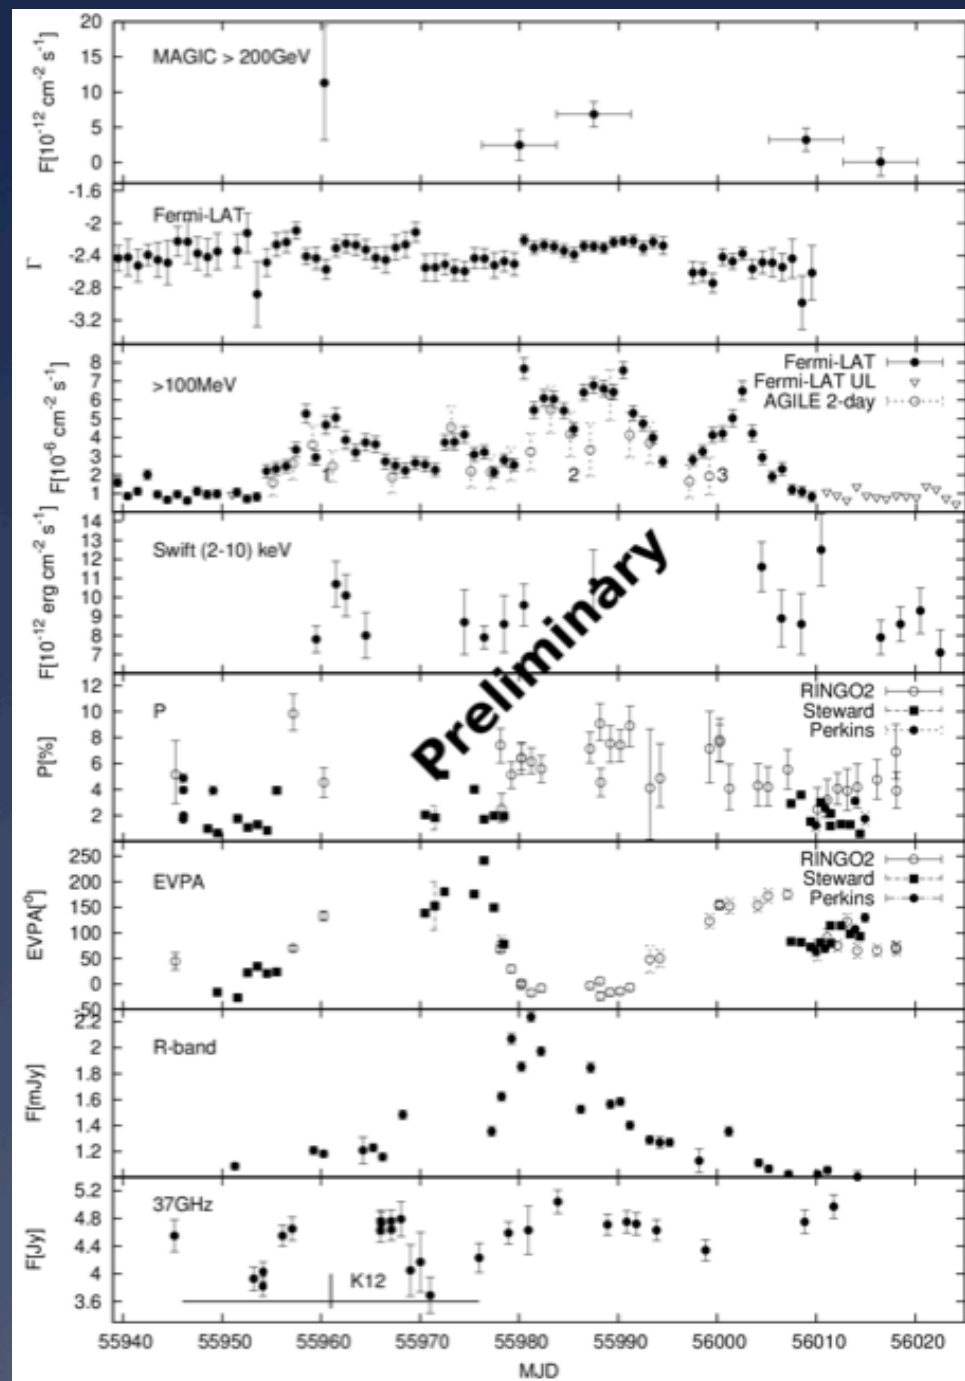 F[10⁻¹² cm⁻² s⁻¹]
20
15
10
5
0
MAGIC > 200GeV
Γ
-1.6
-2
-2.4
-2.8
-3.2
Fermi-LAT
F[10⁻⁶ cm⁻² s⁻¹]
8
7
6
5
4
3
2
1
>100MeV
Fermi-LAT
Fermi-LAT UL
AGILE 2-day
1
2
3
F[10⁻¹² erg cm⁻² s⁻¹]
14
13
12
11
10
9
8
7
Swift (2-10) keV
Preliminary
P[%]
12
10
8
6
4
2
P
RINGO2
Steward
Perkins
EVPA[⁰]
250
200
150
100
50
0
-50
EVPA
RINGO2
Steward
Perkins
F[mJy]
2.2
2
1.8
1.6
1.4
1.2
R-band
F[Jy]
5.2
4.8
4.4
4
3.6
37GHz
K12
55940 55950 55960 55970 55980 55990 56000 56010 56020
MJD